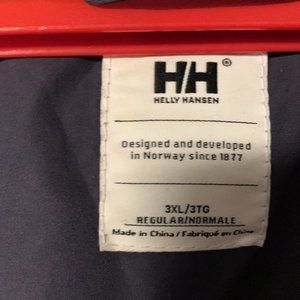 HH®
HELLY HANSEN
Designed and developed
in Norway since 1877
3XL/3TG
REGULAR/NORMALE
Made in China / Fabriqué en Chine